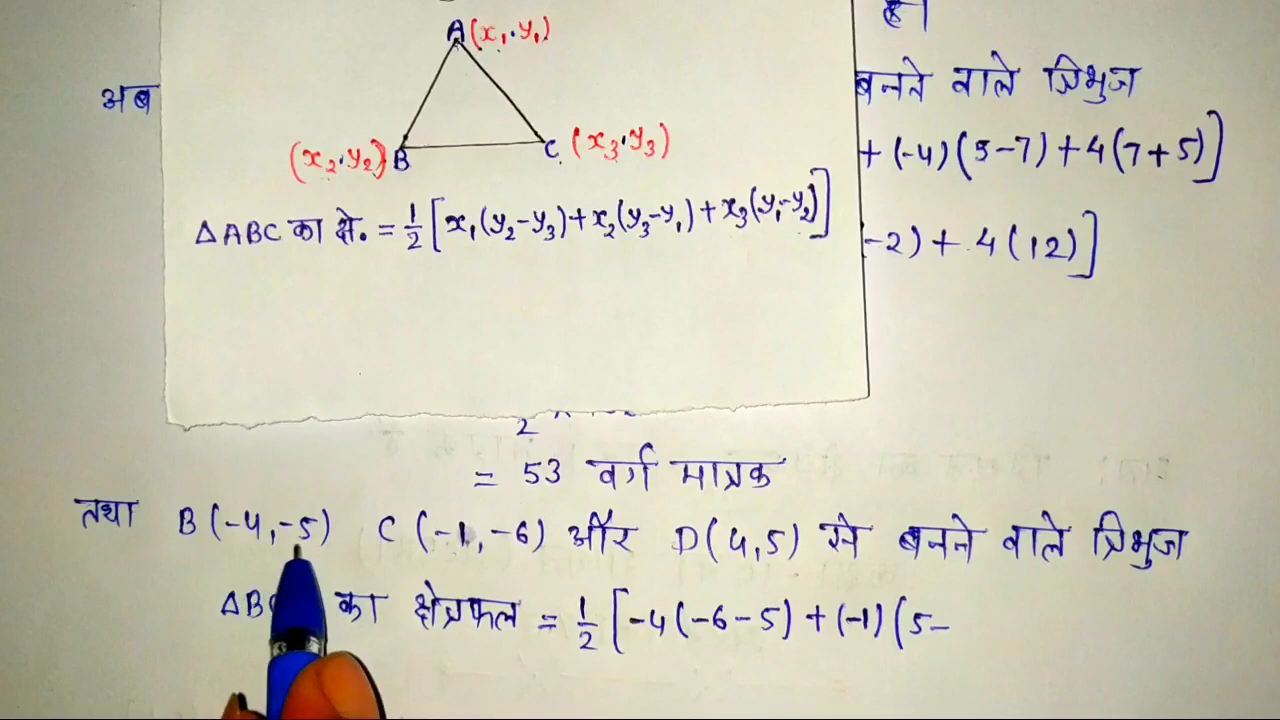 है।
A(x₁,y₁)
अब
बनने वाले त्रिभुज
(x₂,y₂) B
C (x₃,y₃)
+ (-4)(5-7)+4(7+5)]
△ABC का क्षे. = 1/2 [x₁(y₂-y₃)+x₂(y₃-y₁)+x₃(y₁-y₂)]
-2) + 4(12)]
2
= 53 वर्ग मात्रक
तथा B(-4,-5) C(-1,-6) और D(4,5) से बनने वाले त्रिभुज
△BC का क्षेत्रफल = 1/2 [-4(-6-5)+(-1)(5-